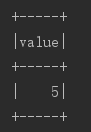 +-----+
|value|
+-----+
|    5|
+-----+